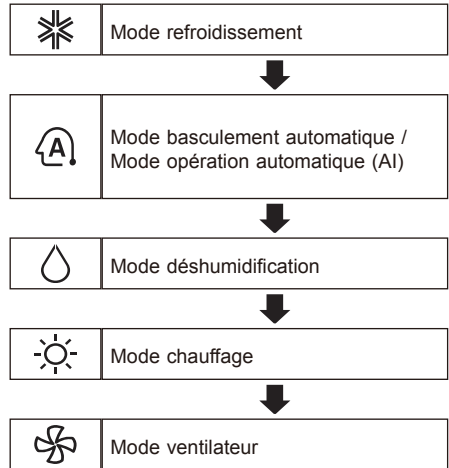 Mode refroidissement
A
Mode basculement automatique /
Mode opération automatique (AI)
Mode déshumidification
Mode chauffage
Mode ventilateur